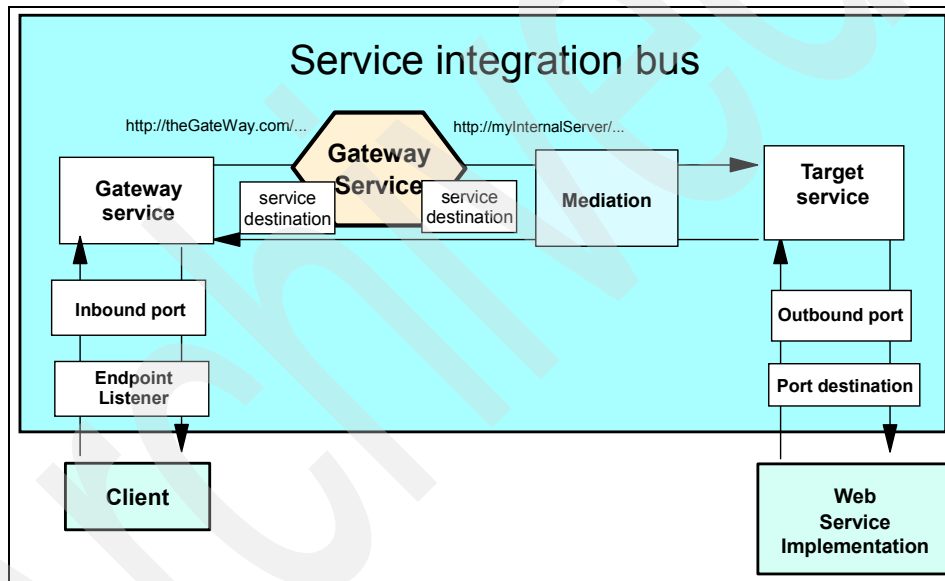 Service integration bus
http://theGateWay.com/...
http://myInternalServer/...
Gateway
Service
Gateway
service
service
destination
service
destination
Mediation
Target
service
Inbound port
Outbound port
Endpoint
Listener
Port destination
Client
Web
Service
Implementation